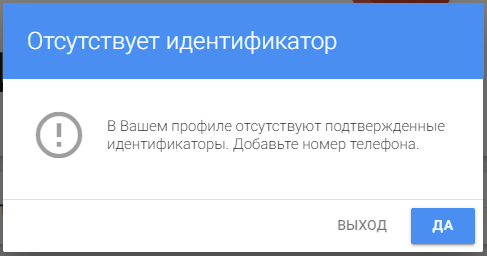 Отсутствует идентификатор
В Вашем профиле отсутствуют подтвержденные
идентификаторы. Добавьте номер телефона.
ВЫХОД
ДА